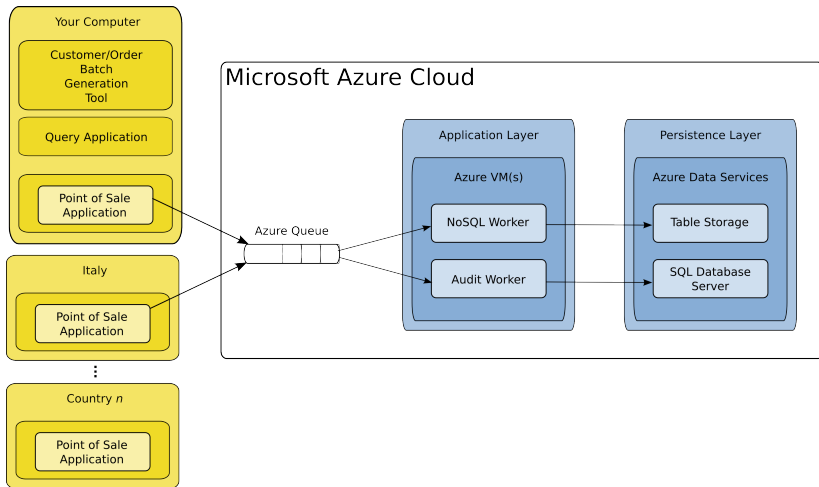 Your Computer
Customer/Order
Batch
Generation
Tool
Query Application
Point of Sale
Application
Italy
Point of Sale
Application
⋮
Country n
Point of Sale
Application
Microsoft Azure Cloud
Azure Queue
Application Layer
Azure VM(s)
NoSQL Worker
Audit Worker
Persistence Layer
Azure Data Services
Table Storage
SQL Database
Server